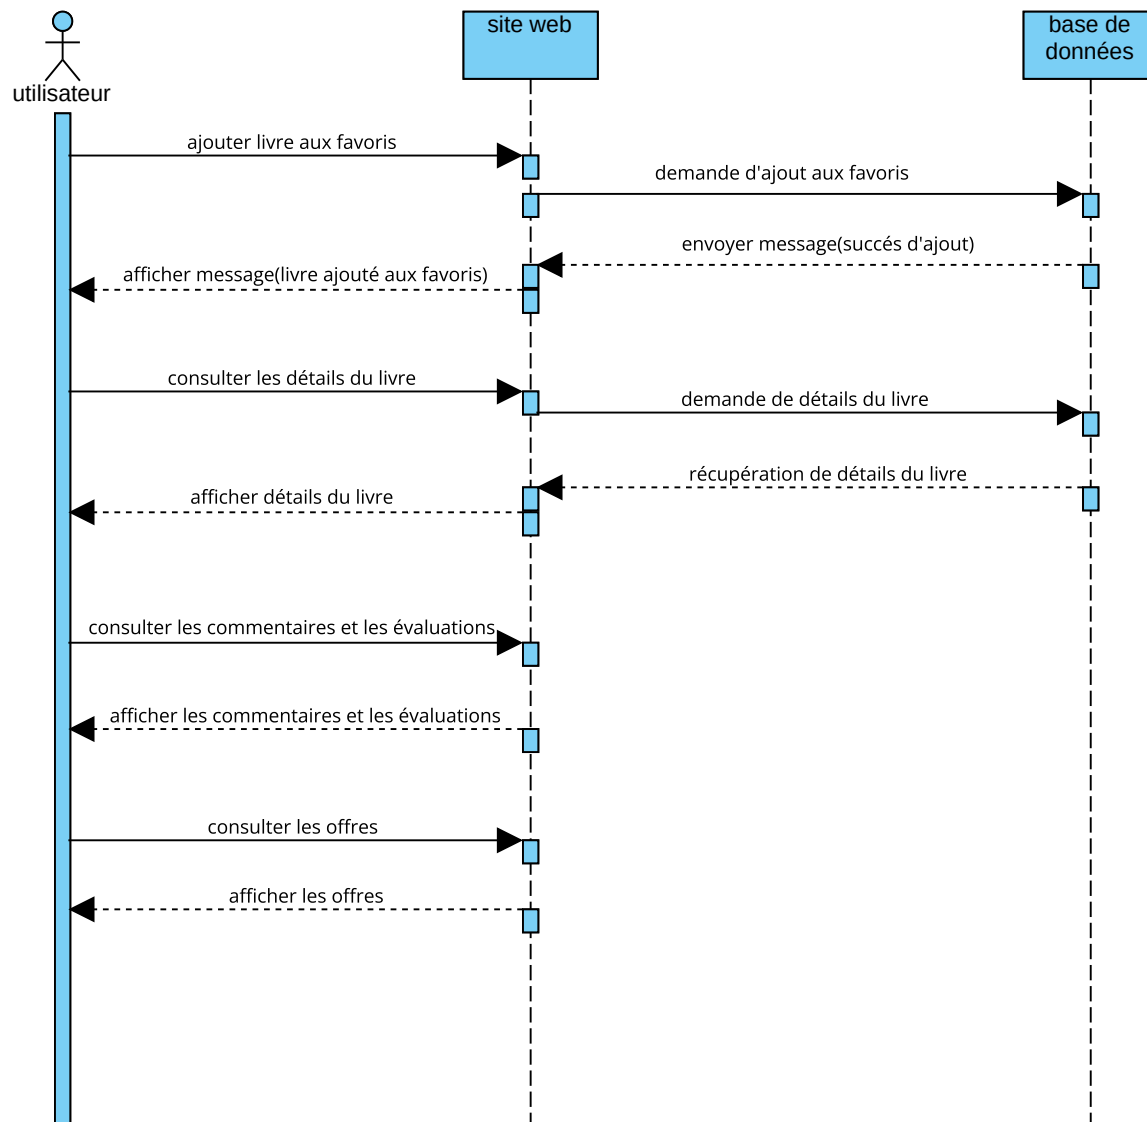 utilisateur
site web
base de
données
ajouter livre aux favoris
demande d'ajout aux favoris
envoyer message(succés d'ajout)
afficher message(livre ajouté aux favoris)
consulter les détails du livre
demande de détails du livre
récupération de détails du livre
afficher détails du livre
consulter les commentaires et les évaluations
afficher les commentaires et les évaluations
consulter les offres
afficher les offres